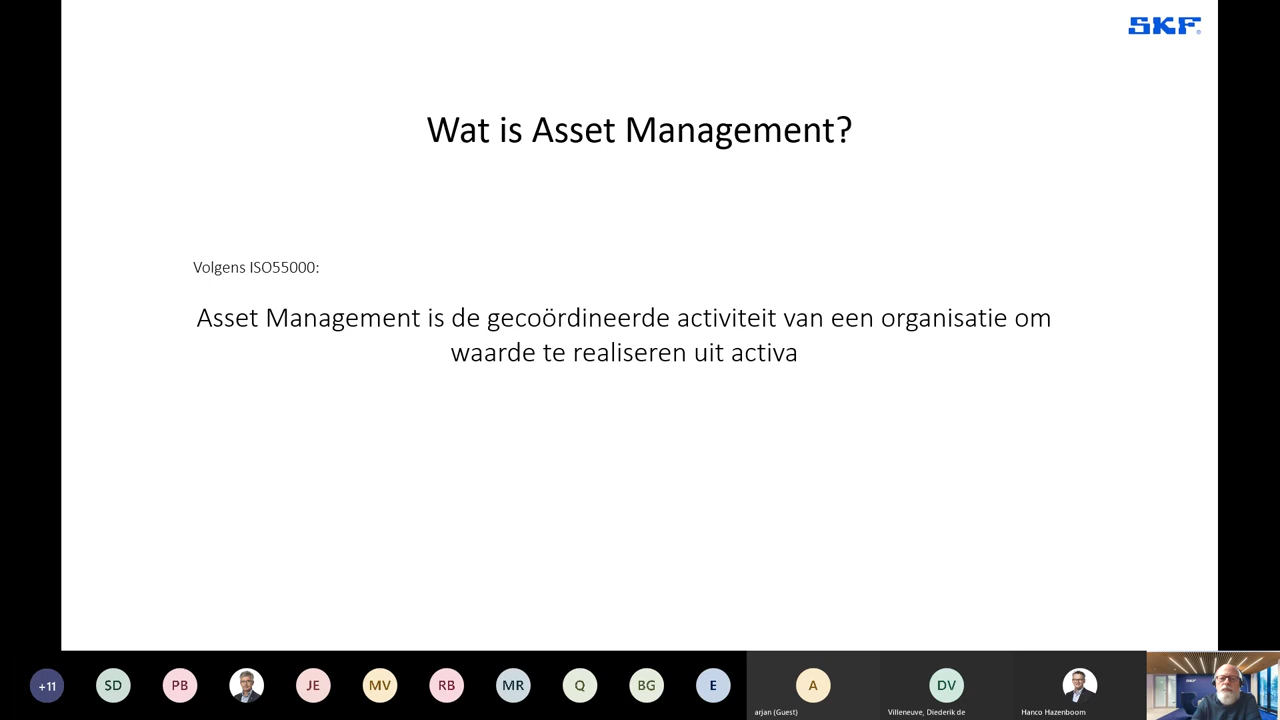 SKF
Wat is Asset Management?
Volgens ISO55000:
Asset Management is de gecoördineerde activiteit van een organisatie om
waarde te realiseren uit activa
+11
SD
PB
JE
MV
RB
MR
Q
BG
E
A
DV
arjan (Guest)
Villeneuve, Diederik de
Hanco Hazenboom
SKF